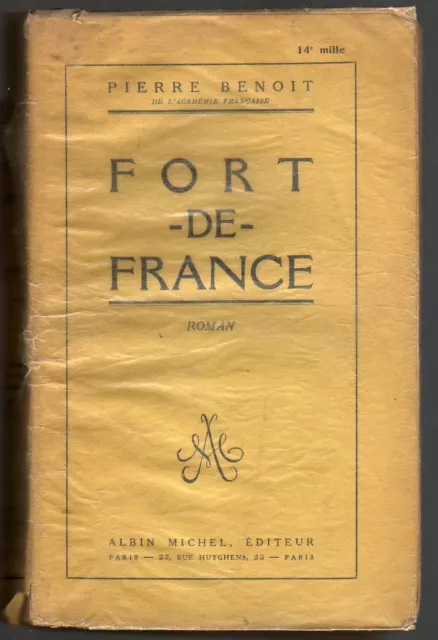 14e mille
PIERRE BENOIT
DE L'ACADÉMIE FRANÇAISE
FORT
-DE-
FRANCE
ROMAN
AM
ALBIN MICHEL, ÉDITEUR
PARIS — 22, RUE HUYGHENS, 22 — PARIS